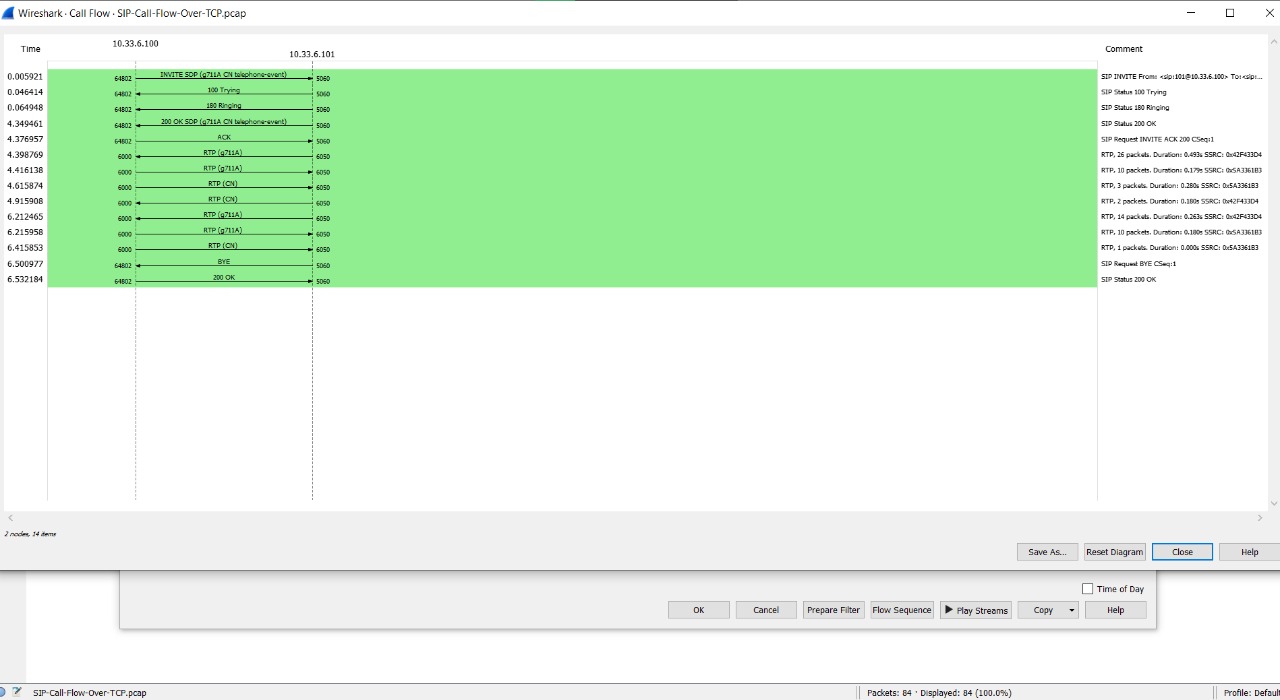 Wireshark · Call Flow · SIP-Call-Flow-Over-TCP.pcap
Time 10.33.6.100 10.33.6.101 Comment
0.005921 64802 INVITE SDP (g711A CN telephone-event) 5060 SIP INVITE From: <sip:101@10.33.6.100> To:<sip:...
0.046414 64802 100 Trying 5060 SIP Status 100 Trying
0.064948 64802 180 Ringing 5060 SIP Status 180 Ringing
4.349461 64802 200 OK SDP (g711A CN telephone-event) 5060 SIP Status 200 OK
4.376957 64802 ACK 5060 SIP Request INVITE ACK 200 CSeq:1
4.398769 6000 RTP (g711A) 6050 RTP, 26 packets. Duration: 0.493s SSRC: 0x42F433D4
4.416138 6000 RTP (g711A) 6050 RTP, 10 packets. Duration: 0.179s SSRC: 0x5A3361B3
4.615874 6000 RTP (CN) 6050 RTP, 3 packets. Duration: 0.280s SSRC: 0x5A3361B3
4.915908 6000 RTP (CN) 6050 RTP, 2 packets. Duration: 0.180s SSRC: 0x42F433D4
6.212465 6000 RTP (g711A) 6050 RTP, 14 packets. Duration: 0.263s SSRC: 0x42F433D4
6.215958 6000 RTP (g711A) 6050 RTP, 10 packets. Duration: 0.180s SSRC: 0x5A3361B3
6.415853 6000 RTP (CN) 6050 RTP, 1 packets. Duration: 0.000s SSRC: 0x5A3361B3
6.500977 64802 BYE 5060 SIP Request BYE CSeq:1
6.532184 64802 200 OK 5060 SIP Status 200 OK
2 nodes, 14 items
Save As... Reset Diagram Close Help
Time of Day
OK Cancel Prepare Filter Flow Sequence Play Streams Copy Help
SIP-Call-Flow-Over-TCP.pcap Packets: 84 · Displayed: 84 (100.0%) Profile: Defaul